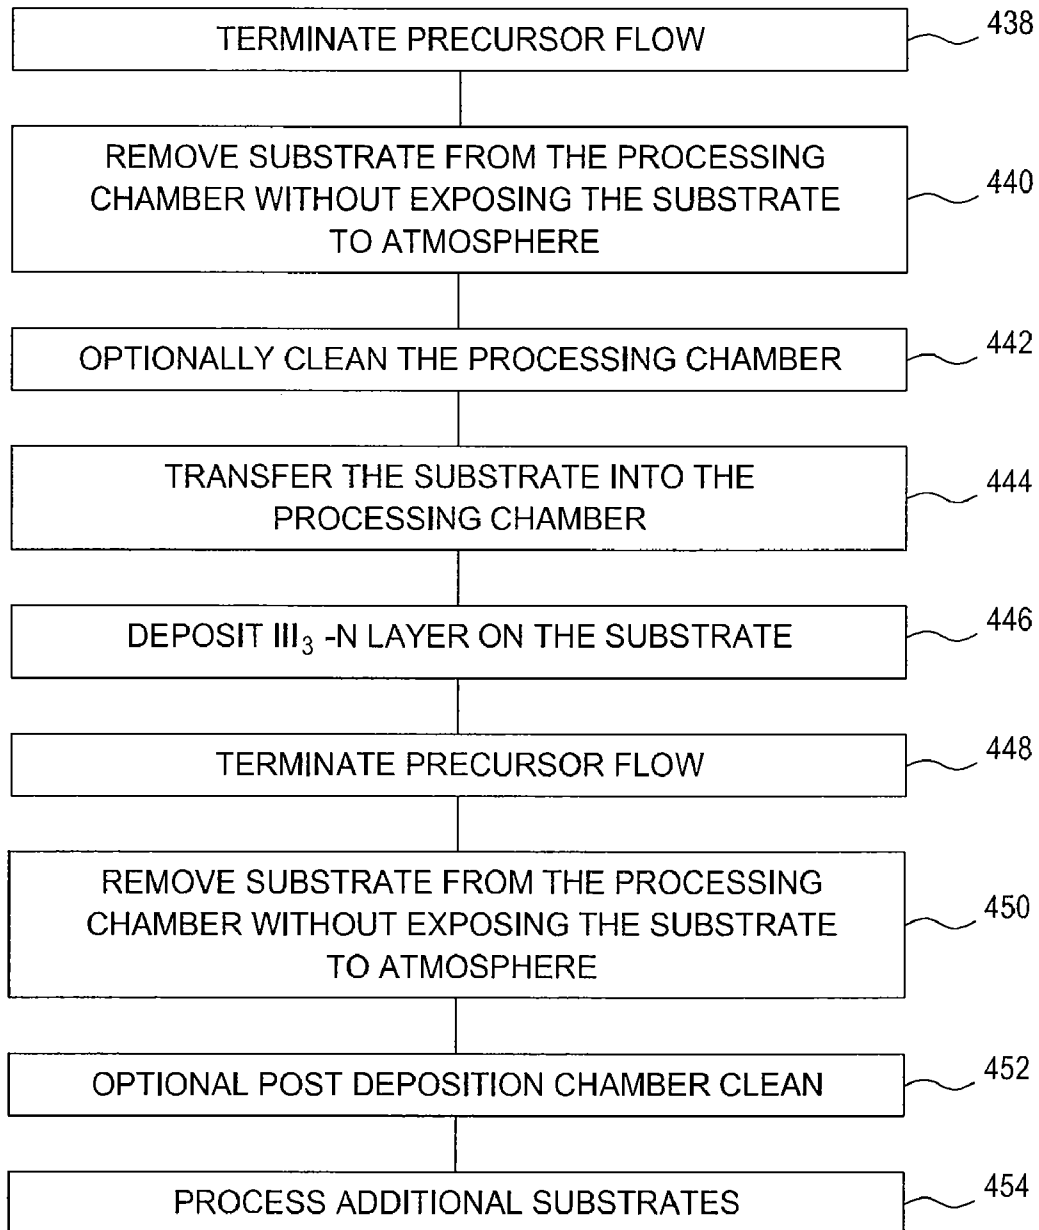 TERMINATE PRECURSOR FLOW
438
REMOVE SUBSTRATE FROM THE PROCESSING
CHAMBER WITHOUT EXPOSING THE SUBSTRATE
TO ATMOSPHERE
440
OPTIONALLY CLEAN THE PROCESSING CHAMBER
442
TRANSFER THE SUBSTRATE INTO THE
PROCESSING CHAMBER
444
DEPOSIT III₃ -N LAYER ON THE SUBSTRATE
446
TERMINATE PRECURSOR FLOW
448
REMOVE SUBSTRATE FROM THE PROCESSING
CHAMBER WITHOUT EXPOSING THE SUBSTRATE
TO ATMOSPHERE
450
OPTIONAL POST DEPOSITION CHAMBER CLEAN
452
PROCESS ADDITIONAL SUBSTRATES
454